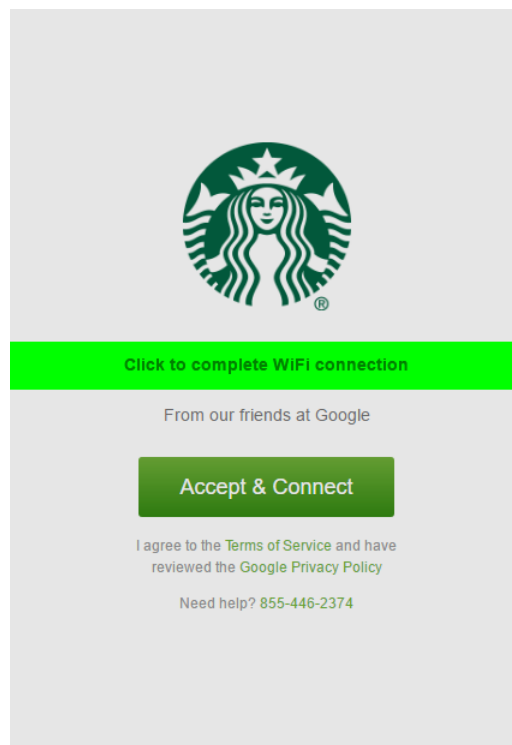 ®
Click to complete WiFi connection
From our friends at Google
Accept & Connect
I agree to the Terms of Service and have
reviewed the Google Privacy Policy
Need help? 855-446-2374